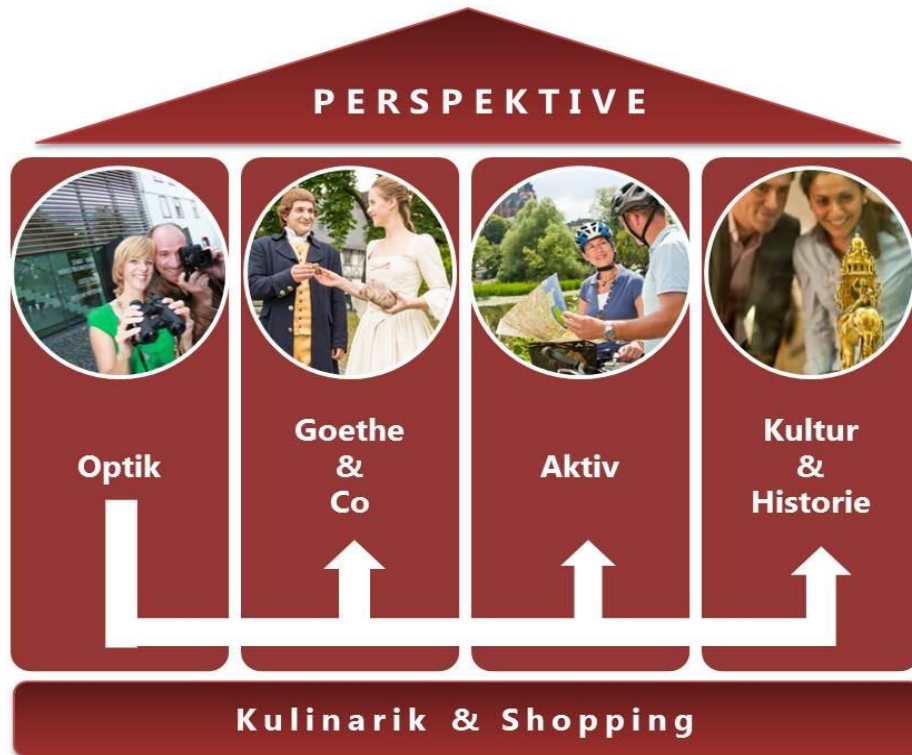 PERSPEKTIVE
Optik
Goethe
&
Co
Aktiv
Kultur
&
Historie
Kulinarik & Shopping